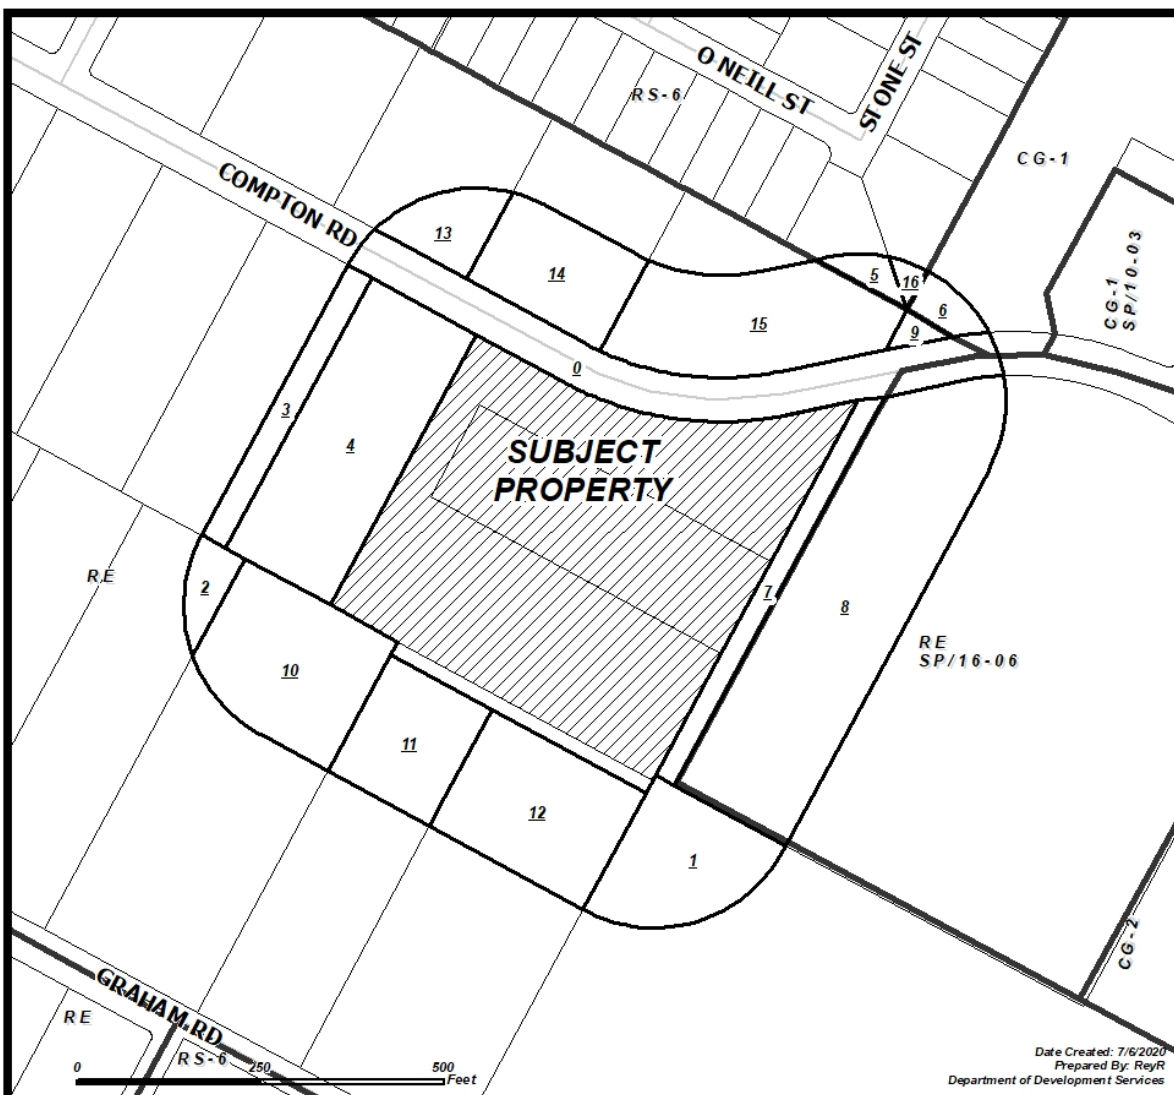 O NEILL ST
STONE ST
RS-6
CG-1
COMPTON RD
CG-1
SP/10-03
13
14
5
16
6
15
9
0
3
4
SUBJECT
PROPERTY
RE
2
7
8
RE
SP/16-06
10
11
12
1
CG-2
GRAHAM RD
RE
RS-6
0
250
500
Feet
Date Created: 7/6/2020
Prepared By: ReyR
Department of Development Services